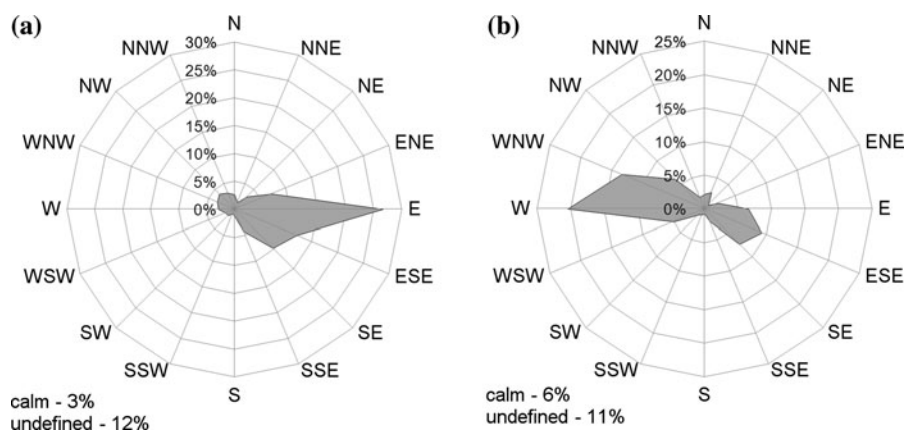 (a)
N
NNE
NE
ENE
E
ESE
SE
SSE
S
SSW
SW
WSW
W
WNW
NW
NNW
30%
25%
20%
15%
10%
5%
0%
calm - 3%
undefined - 12%
(b)
N
NNE
NE
ENE
E
ESE
SE
SSE
S
SSW
SW
WSW
W
WNW
NW
NNW
25%
20%
15%
10%
5%
0%
calm - 6%
undefined - 11%